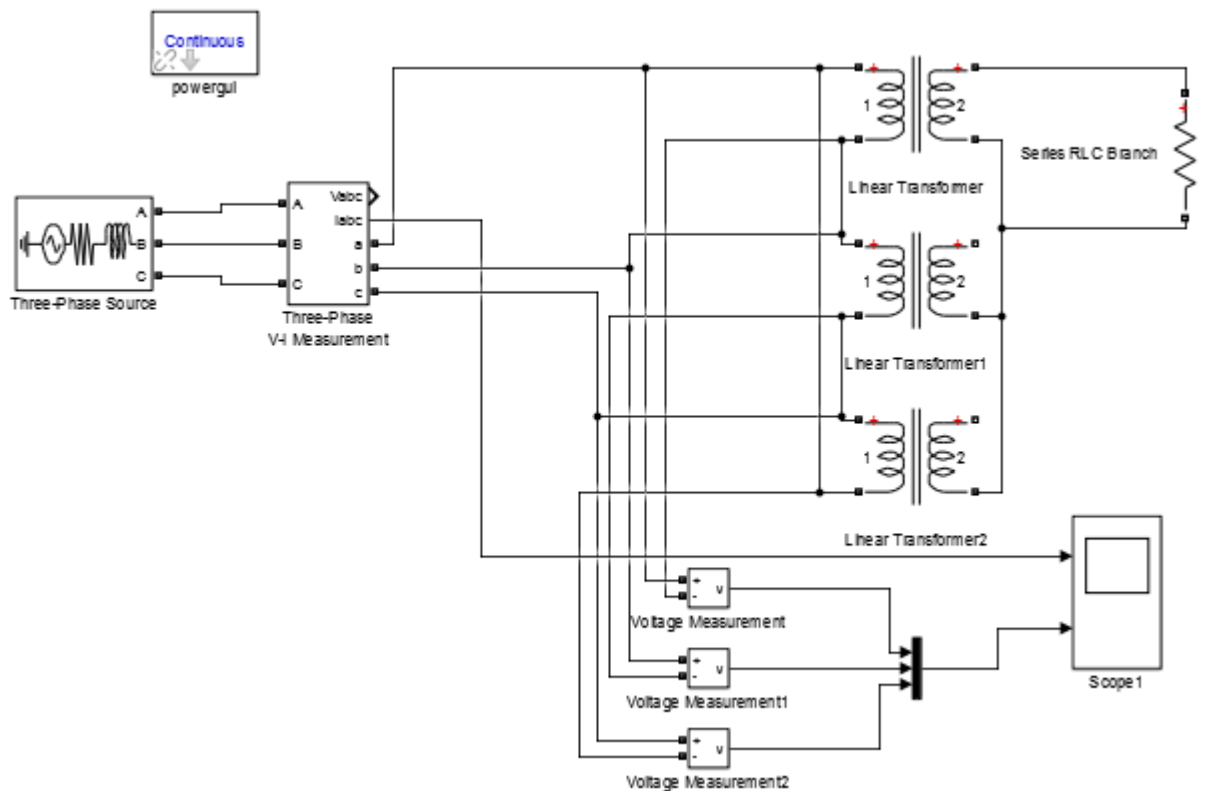 Continuous
powergui
1
2
Linear Transformer
Series RLC Branch
A
B
C
Three-Phase Source
A
B
C
Vabc
Iabc
a
b
c
Three-Phase
V-I Measurement
1
2
Linear Transformer1
1
2
Linear Transformer2
+
-
v
Voltage Measurement
+
-
v
Voltage Measurement1
+
-
v
Voltage Measurement2
Scope1